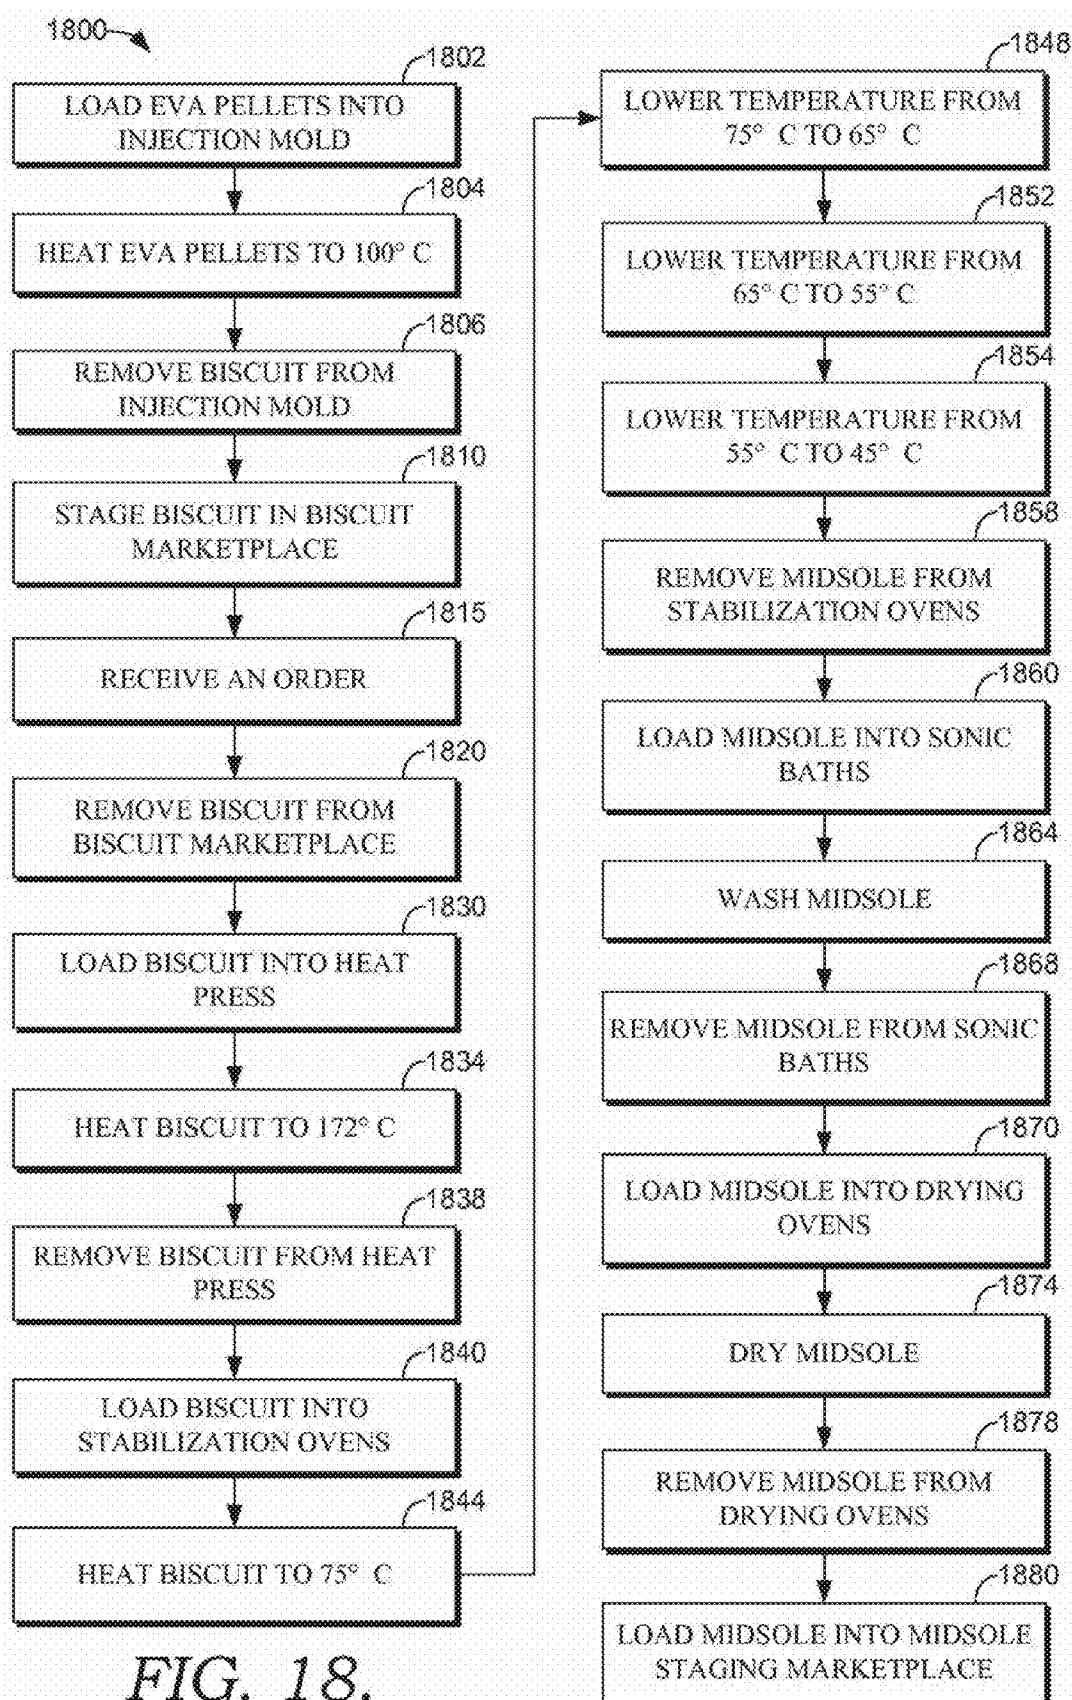 1800
1802
LOAD EVA PELLETS INTO
INJECTION MOLD
1804
HEAT EVA PELLETS TO 100° C
1806
REMOVE BISCUIT FROM
INJECTION MOLD
1810
STAGE BISCUIT IN BISCUIT
MARKETPLACE
1815
RECEIVE AN ORDER
1820
REMOVE BISCUIT FROM
BISCUIT MARKETPLACE
1830
LOAD BISCUIT INTO HEAT
PRESS
1834
HEAT BISCUIT TO 172° C
1838
REMOVE BISCUIT FROM HEAT
PRESS
1840
LOAD BISCUIT INTO
STABILIZATION OVENS
1844
HEAT BISCUIT TO 75° C
1848
LOWER TEMPERATURE FROM
75° C TO 65° C
1852
LOWER TEMPERATURE FROM
65° C TO 55° C
1854
LOWER TEMPERATURE FROM
55° C TO 45° C
1858
REMOVE MIDSOLE FROM
STABILIZATION OVENS
1860
LOAD MIDSOLE INTO SONIC
BATHS
1864
WASH MIDSOLE
1868
REMOVE MIDSOLE FROM SONIC
BATHS
1870
LOAD MIDSOLE INTO DRYING
OVENS
1874
DRY MIDSOLE
1878
REMOVE MIDSOLE FROM
DRYING OVENS
1880
LOAD MIDSOLE INTO MIDSOLE
STAGING MARKETPLACE
FIG. 18.